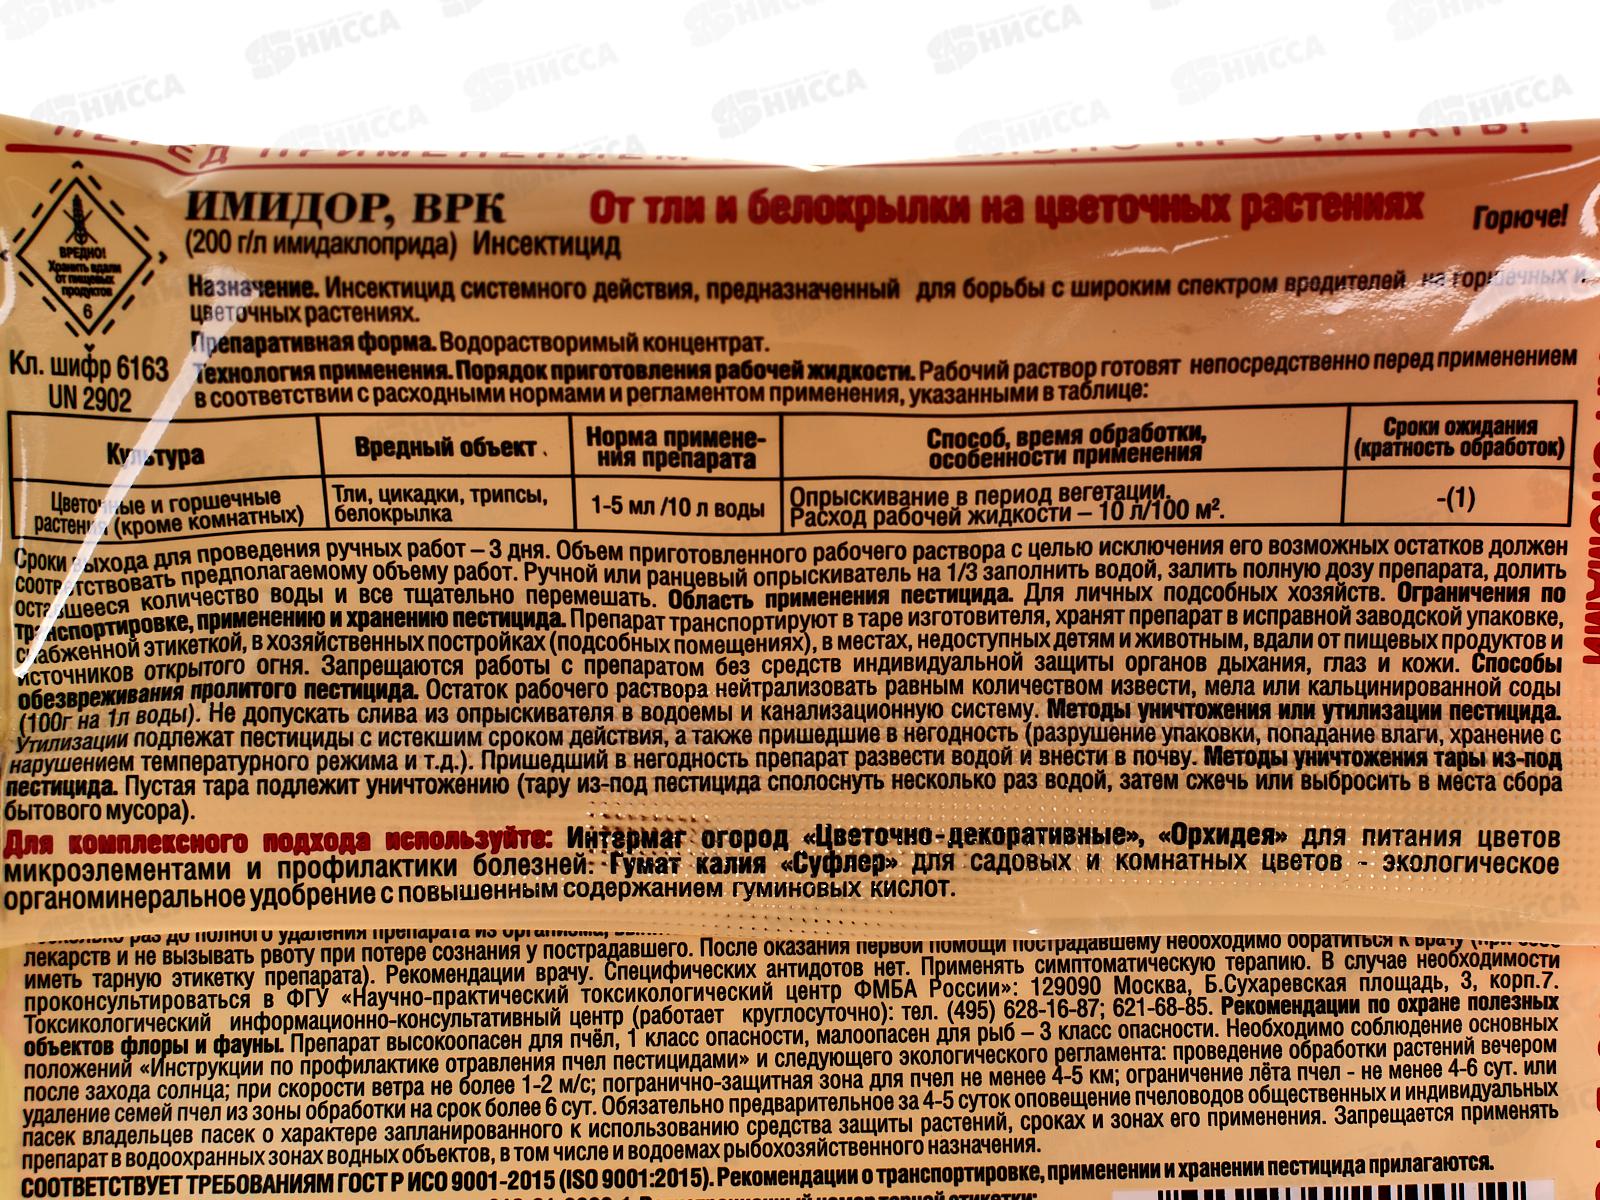 ИМИДОР, ВРК
От тли и белокрылки на цветочных растениях
Горюче!
(200 г/л имидаклоприда) Инсектицид
ВРЕДНО!
Хранить вдали
от пищевых
продуктов
6
Кл. шифр 6163
UN 2902
Назначение. Инсектицид системного действия, предназначенный для борьбы с широким спектром вредителей на горшечных и
цветочных растениях.
Препаративная форма. Водорастворимый концентрат.
Технология применения. Порядок приготовления рабочей жидкости. Рабочий раствор готовят непосредственно перед применением
в соответствии с расходными нормами и регламентом применения, указанными в таблице:
Культура
Вредный объект
Норма примене-
ния препарата
Способ, время обработки,
особенности применения
Сроки ожидания
(кратность обработок)
Цветочные и горшечные
растения (кроме комнатных)
Тли, цикадки, трипсы,
белокрылка
1-5 мл /10 л воды
Опрыскивание в период вегетации.
Расход рабочей жидкости – 10 л/100 м².
-(1)
Сроки выхода для проведения ручных работ – 3 дня. Объем приготовленного рабочего раствора с целью исключения его возможных остатков должен
соответствовать предполагаемому объему работ. Ручной или ранцевый опрыскиватель на 1/3 заполнить водой, залить полную дозу препарата, долить
оставшееся количество воды и все тщательно перемешать. Область применения пестицида. Для личных подсобных хозяйств. Ограничения по
транспортировке, применению и хранению пестицида. Препарат транспортируют в таре изготовителя, хранят препарат в исправной заводской упаковке,
снабженной этикеткой, в хозяйственных постройках (подсобных помещениях), в местах, недоступных детям и животным, вдали от пищевых продуктов и
источников открытого огня. Запрещаются работы с препаратом без средств индивидуальной защиты органов дыхания, глаз и кожи. Способы
обезвреживания пролитого пестицида. Остаток рабочего раствора нейтрализовать равным количеством извести, мела или кальцинированной соды
(100г на 1л воды). Не допускать слива из опрыскивателя в водоемы и канализационную систему. Методы уничтожения или утилизации пестицида.
Утилизации подлежат пестициды с истекшим сроком действия, а также пришедшие в негодность (разрушение упаковки, попадание влаги, хранение с
нарушением температурного режима и т.д.). Пришедший в негодность препарат развести водой и внести в почву. Методы уничтожения тары из-под
пестицида. Пустая тара подлежит уничтожению (тару из-под пестицида сполоснуть несколько раз водой, затем сжечь или выбросить в места сбора
бытового мусора).
Для комплексного подхода используйте: Интермаг огород «Цветочно-декоративные», «Орхидея» для питания цветов
микроэлементами и профилактики болезней: Гумат калия «Суфлер» для садовых и комнатных цветов - экологическое
органоминеральное удобрение с повышенным содержанием гуминовых кислот.
несколько раз до полного удаления препарата из организма,
лекарств и не вызывать рвоту при потере сознания у пострадавшего. После оказания первой помощи пострадавшему необходимо обратиться к врачу (при себе
иметь тарную этикетку препарата). Рекомендации врачу. Специфических антидотов нет. Применять симптоматическую терапию. В случае необходимости
проконсультироваться в ФГУ «Научно-практический токсикологический центр ФМБА России»: 129090 Москва, Б.Сухаревская площадь, 3, корп.7.
Токсикологический информационно-консультативный центр (работает круглосуточно): тел. (495) 628-16-87; 621-68-85. Рекомендации по охране полезных
объектов флоры и фауны. Препарат высокоопасен для пчёл, 1 класс опасности, малоопасен для рыб – 3 класс опасности. Необходимо соблюдение основных
положений «Инструкции по профилактике отравления пчел пестицидами» и следующего экологического регламента: проведение обработки растений вечером
после захода солнца; при скорости ветра не более 1-2 м/с; погранично-защитная зона для пчел не менее 4-5 км; ограничение лёта пчел - не менее 4-6 сут. или
удаление семей пчел из зоны обработки на срок более 6 сут. Обязательно предварительное за 4-5 суток оповещение пчеловодов общественных и индивидуальных
пасек владельцев пасек о характере запланированного к использованию средства защиты растений, сроках и зонах его применения. Запрещается применять
препарат в водоохранных зонах водных объектов, в том числе и водоемах рыбохозяйственного назначения.
СООТВЕТСТВУЕТ ТРЕБОВАНИЯМ ГОСТ Р ИСО 9001-2015 (ISO 9001:2015). Рекомендации о транспортировке, применении и хранении пестицида прилагаются.